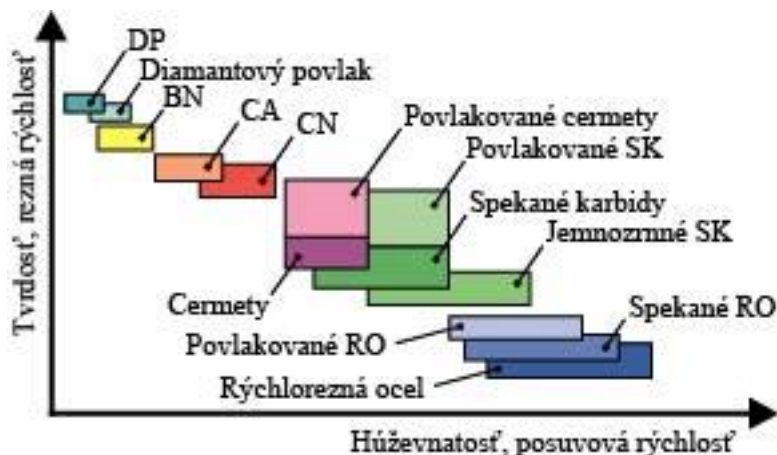 Tvrdosť, rezná rýchlosť
DP
Diamantový povlak
BN
CA
CN
Povlakované cermety
Povlakované SK
Spekané karbidy
Jemnozrnné SK
Cermety
Spekané RO
Povlakované RO
Rýchlorezná ocel
Húževnatosť, posuvová rýchlosť